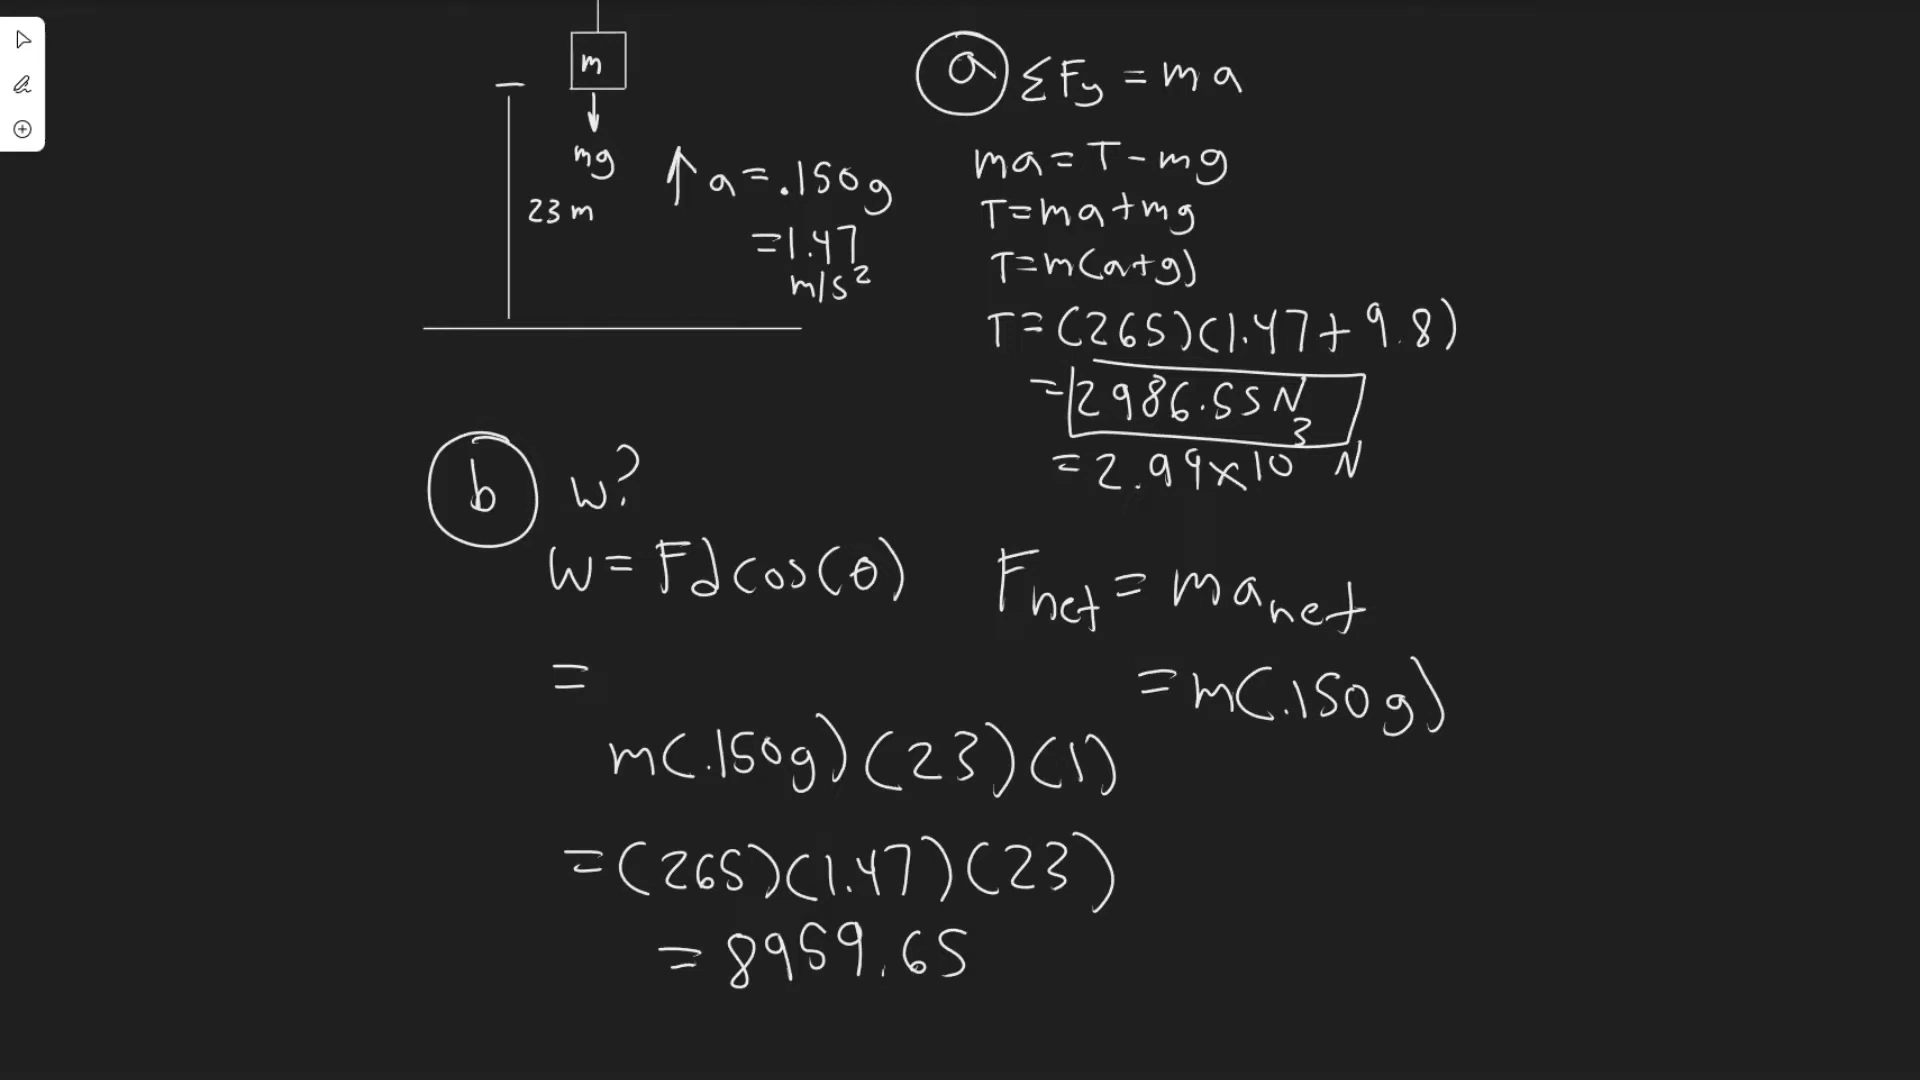 m
mg
23 m
a = .150g
= 1.47
m/s²
a ΣFy = ma
ma = T - mg
T = ma + mg
T = m(a+g)
T = (265)(1.47 + 9.8)
= 2986.55 N
= 2.99 x 10³ N
b w?
W = Fd cos(θ)
=
m(.150g)(23)(1)
= (265)(1.47)(23)
= 8959.65
Fnet = manet
= m(.150g)